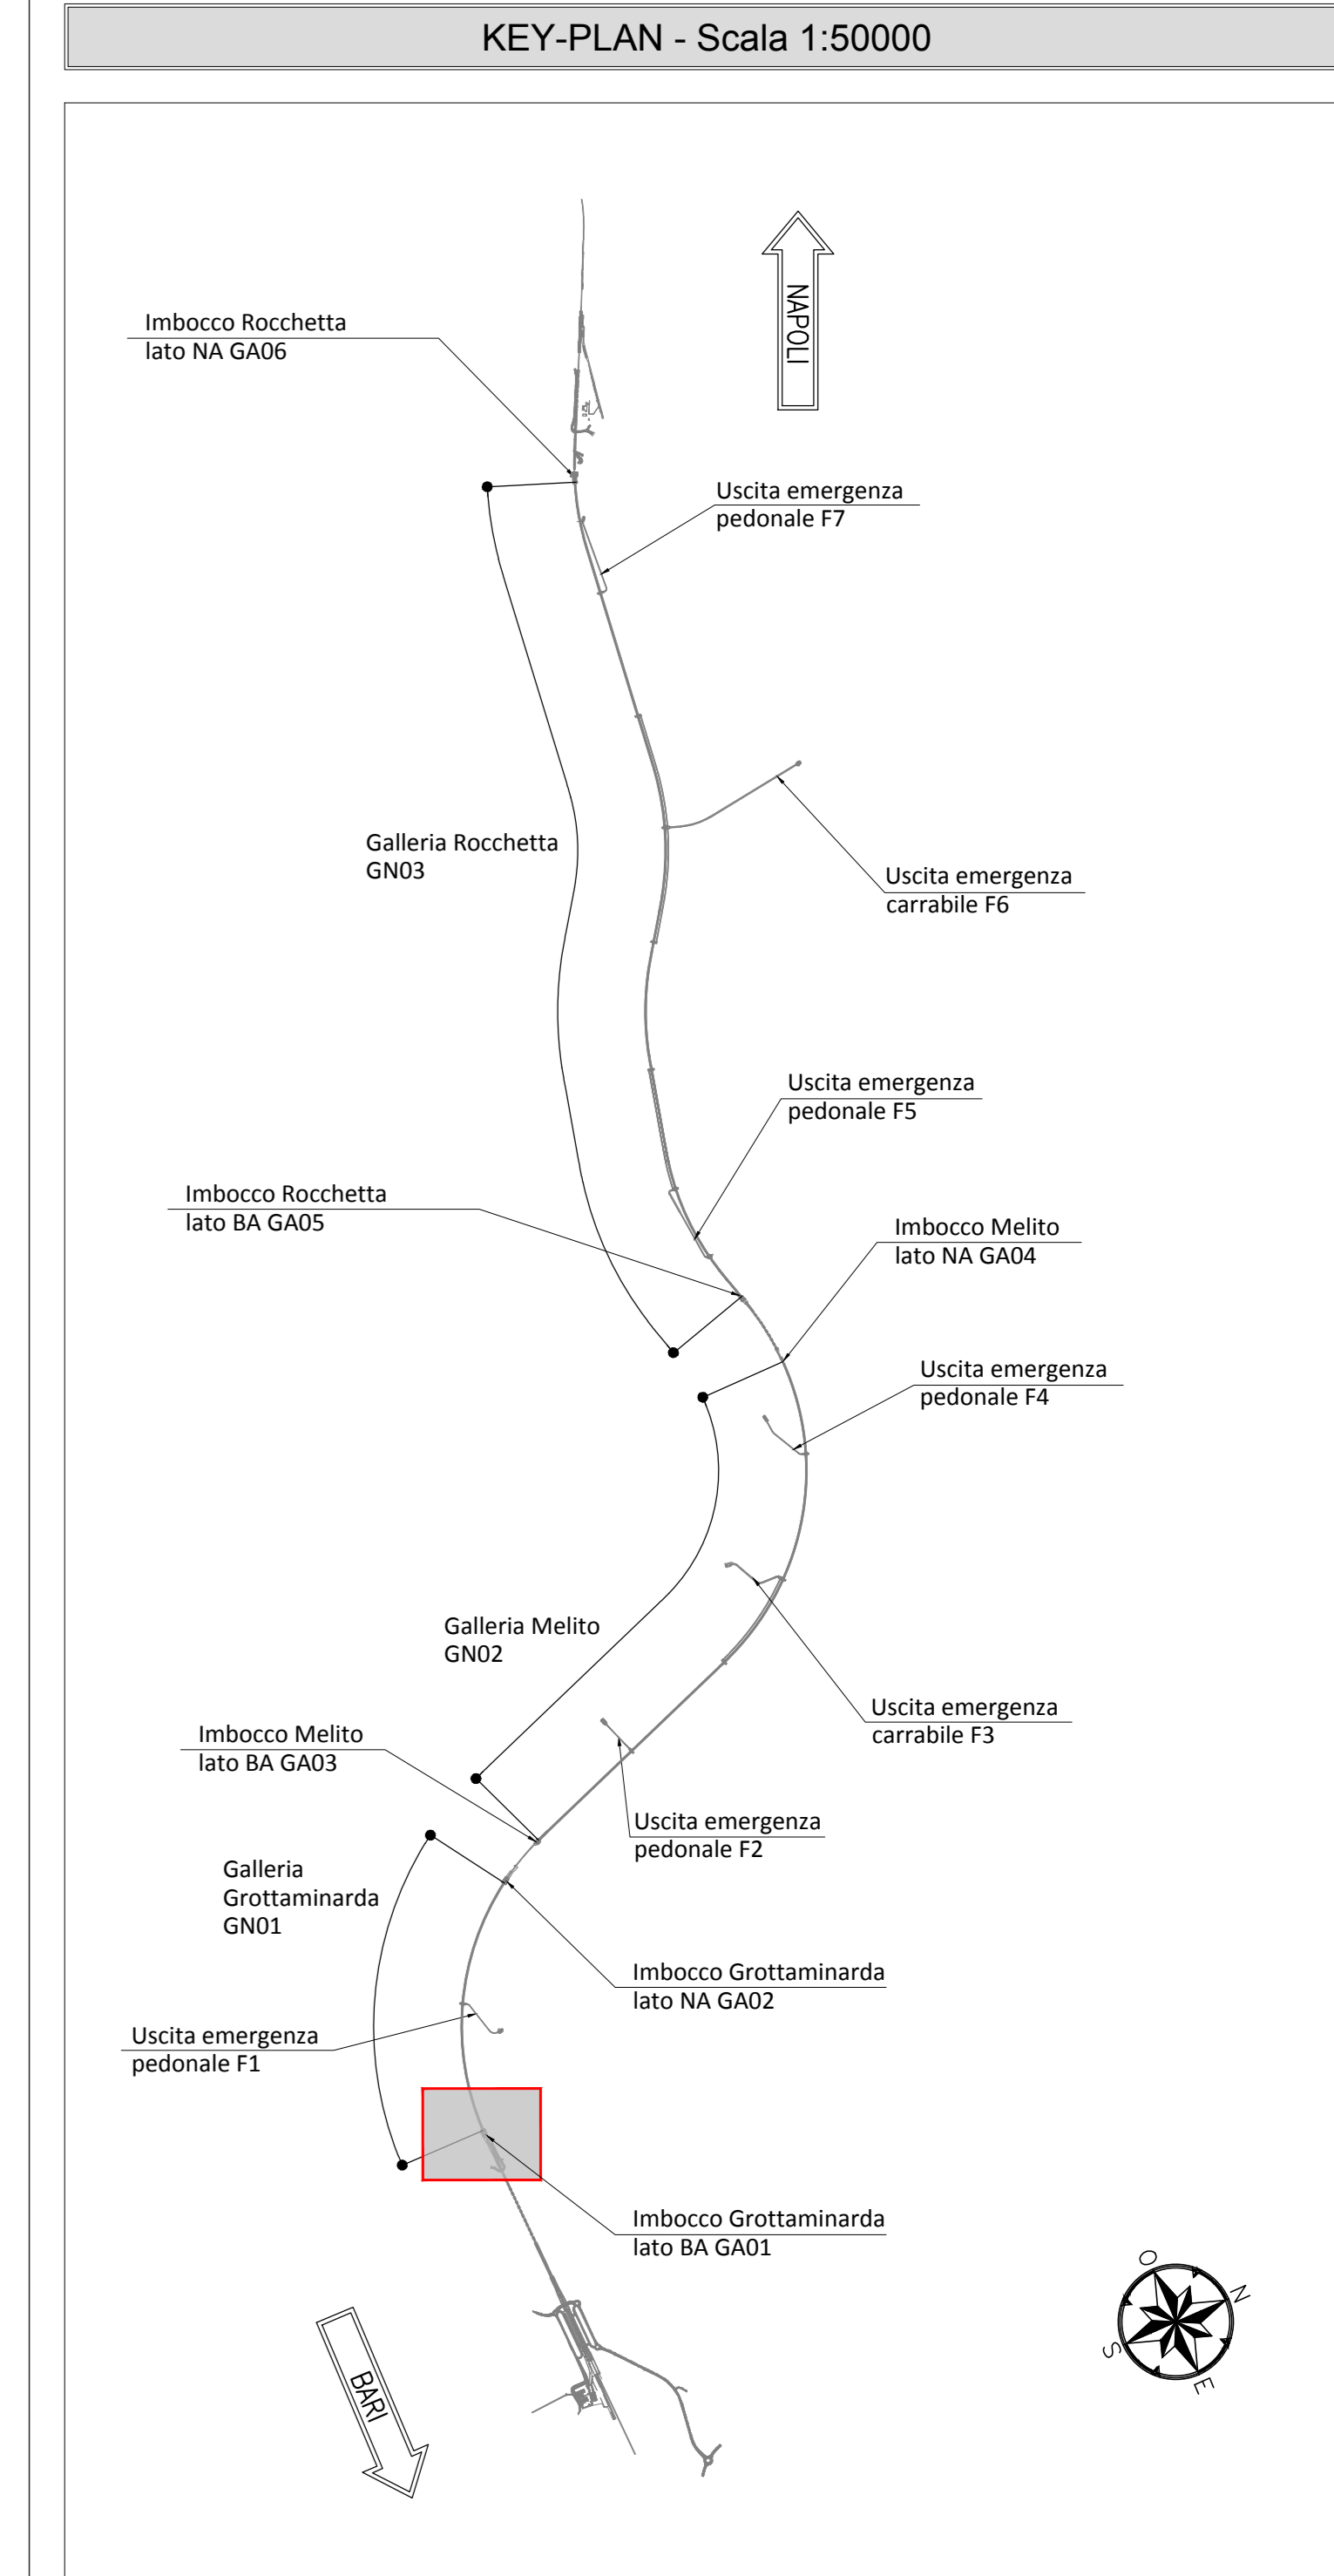 KEY-PLAN - Scala 1:50000
NAPOLI
Imbocco Rocchetta
lato NA GA06
Uscita emergenza
pedonale F7
Galleria Rocchetta
GN03
Uscita emergenza
carrabile F6
Uscita emergenza
pedonale F5
Imbocco Rocchetta
lato BA GA05
Imbocco Melito
lato NA GA04
Uscita emergenza
pedonale F4
Galleria Melito
GN02
Uscita emergenza
carrabile F3
Imbocco Melito
lato BA GA03
Uscita emergenza
pedonale F2
Galleria
Grottaminarda
GN01
Imbocco Grottaminarda
lato NA GA02
Uscita emergenza
pedonale F1
Imbocco Grottaminarda
lato BA GA01
BARI
O
N
S
E